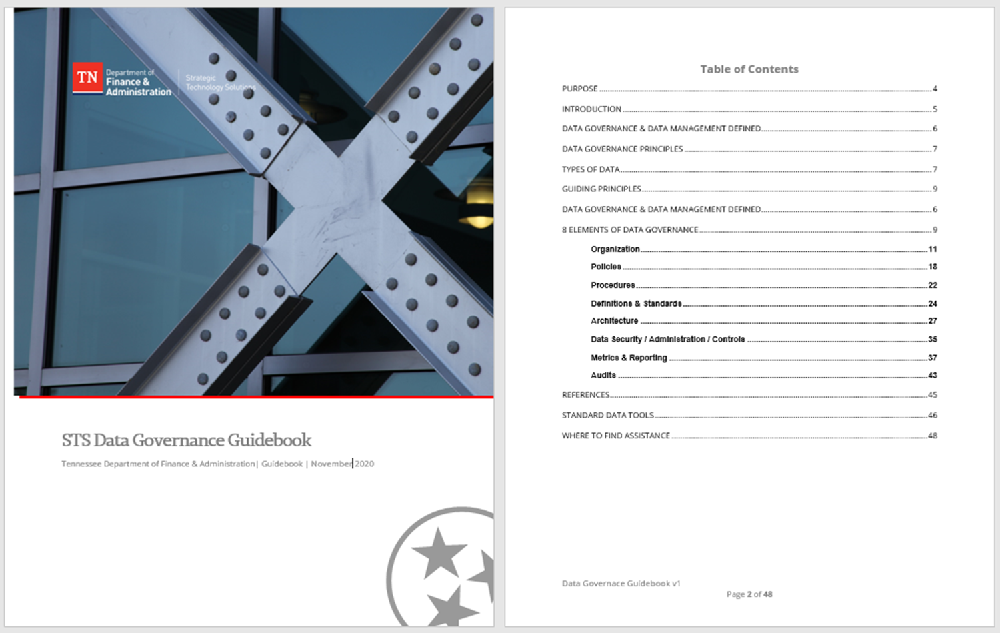 TN
Department of
Finance &
Administration
Strategic
Technology Solutions
STS Data Governance Guidebook
Tennessee Department of Finance & Administration| Guidebook | November 2020
Table of Contents
PURPOSE 4
INTRODUCTION 5
DATA GOVERNANCE & DATA MANAGEMENT DEFINED 6
DATA GOVERNANCE PRINCIPLES 7
TYPES OF DATA 7
GUIDING PRINCIPLES 9
DATA GOVERNANCE & DATA MANAGEMENT DEFINED 6
8 ELEMENTS OF DATA GOVERNANCE 9
Organization 11
Policies 18
Procedures 22
Definitions & Standards 24
Architecture 27
Data Security / Administration / Controls 35
Metrics & Reporting 37
Audits 43
REFERENCES 45
STANDARD DATA TOOLS 46
WHERE TO FIND ASSISTANCE 48
Data Governace Guidebook v1
Page 2 of 48